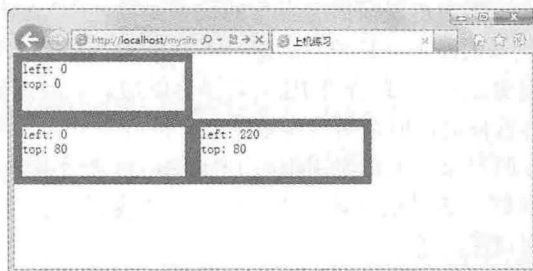 http://localhost/mysite
上机练习
left: 0
top: 0
left: 0
top: 80
left: 220
top: 80